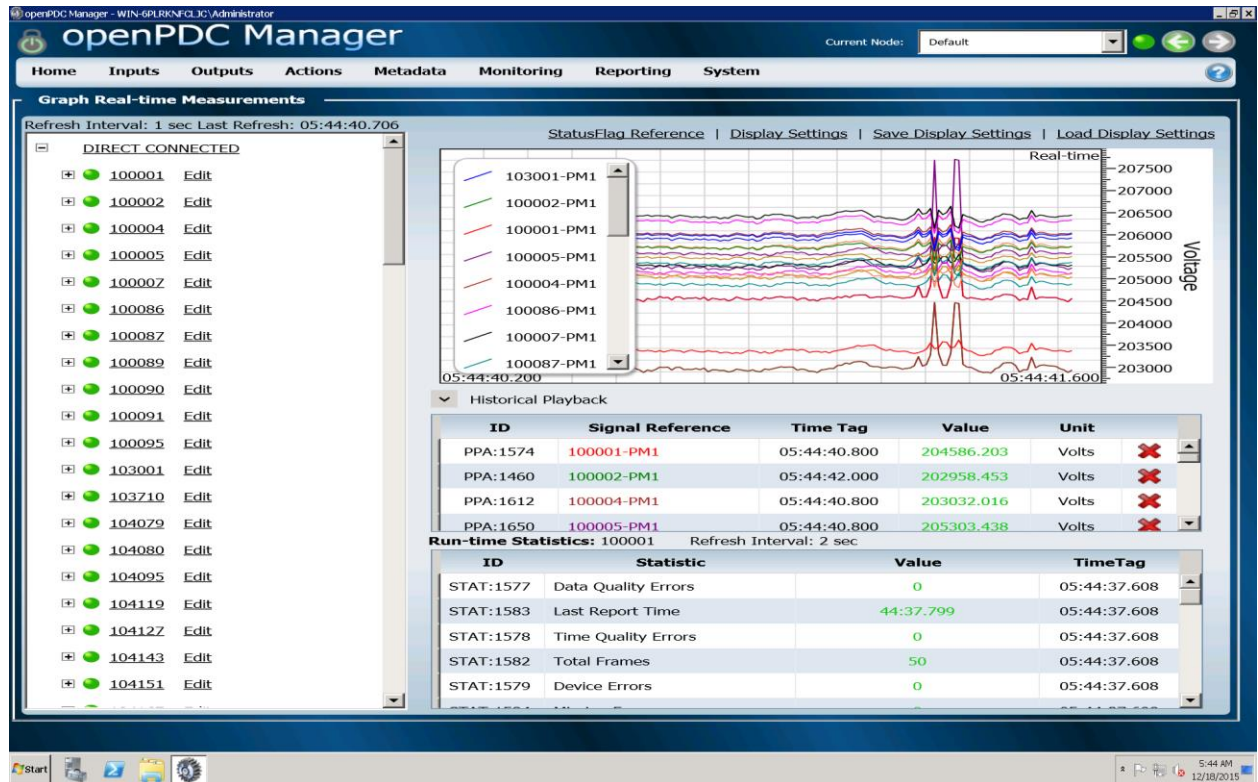 openPDC Manager - WIN-6PLRKNFCLJC\Administrator
openPDC Manager
Current Node: Default
Home Inputs Outputs Actions Metadata Monitoring Reporting System
Graph Real-time Measurements
Refresh Interval: 1 sec Last Refresh: 05:44:40.706
DIRECT CONNECTED
100001 Edit
100002 Edit
100004 Edit
100005 Edit
100007 Edit
100086 Edit
100087 Edit
100089 Edit
100090 Edit
100091 Edit
100095 Edit
103001 Edit
103710 Edit
104079 Edit
104080 Edit
104095 Edit
104119 Edit
104127 Edit
104143 Edit
104151 Edit
StatusFlag Reference | Display Settings | Save Display Settings | Load Display Settings
Real-time
103001-PM1
100002-PM1
100001-PM1
100005-PM1
100004-PM1
100086-PM1
100007-PM1
100087-PM1
207500
207000
206500
206000
205500
205000
204500
204000
203500
203000
Voltage
05:44:40.200 05:44:41.600
Historical Playback
ID Signal Reference Time Tag Value Unit
PPA:1574 100001-PM1 05:44:40.800 204586.203 Volts
PPA:1460 100002-PM1 05:44:42.000 202958.453 Volts
PPA:1612 100004-PM1 05:44:40.800 203032.016 Volts
PPA:1650 100005-PM1 05:44:40.800 205303.438 Volts
Run-time Statistics: 100001 Refresh Interval: 2 sec
ID Statistic Value TimeTag
STAT:1577 Data Quality Errors 0 05:44:37.608
STAT:1583 Last Report Time 44:37.799 05:44:37.608
STAT:1578 Time Quality Errors 0 05:44:37.608
STAT:1582 Total Frames 50 05:44:37.608
STAT:1579 Device Errors 0 05:44:37.608
Start
5:44 AM
12/18/2015